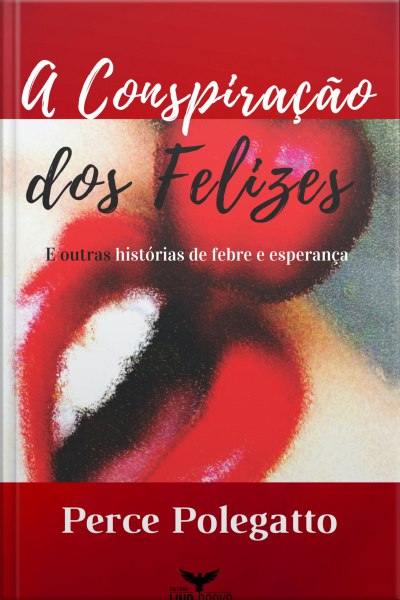 A Conspiração
dos Felizes
E outras histórias de febre e esperança
Perce Polegatto